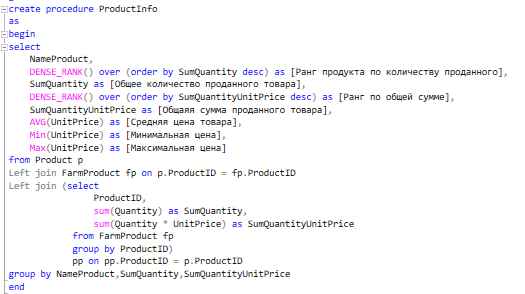 create procedure ProductInfo
as
begin
select
NameProduct,
DENSE_RANK() over (order by SumQuantity desc) as [Ранг продукта по количеству проданного],
SumQuantity as [Общее количество проданного товара],
DENSE_RANK() over (order by SumQuantityUnitPrice desc) as [Ранг по общей сумме],
SumQuantityUnitPrice as [Общаяя сумма проданного товара],
AVG(UnitPrice) as [Средняя цена товара],
Min(UnitPrice) as [Минимальная цена],
Max(UnitPrice) as [Максимальная цена]
from Product p
Left join FarmProduct fp on p.ProductID = fp.ProductID
Left join (select
ProductID,
sum(Quantity) as SumQuantity,
sum(Quantity * UnitPrice) as SumQuantityUnitPrice
from FarmProduct fp
group by ProductID)
pp on pp.ProductID = p.ProductID
group by NameProduct,SumQuantity,SumQuantityUnitPrice
end